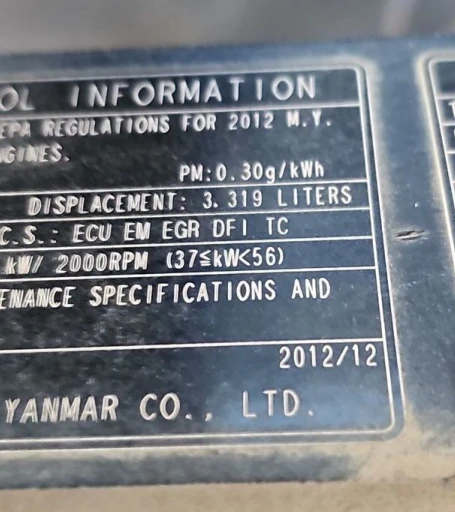 OL INFORMATION
EPA REGULATIONS FOR 2012 M.Y.
GINES.
PM:0.30g/kWh
DISPLACEMENT: 3.319 LITERS
C.S.: ECU EM EGR DFI TC
kW/ 2000RPM (37≦kW<56)
ENANCE SPECIFICATIONS AND
2012/12
YANMAR CO., LTD.